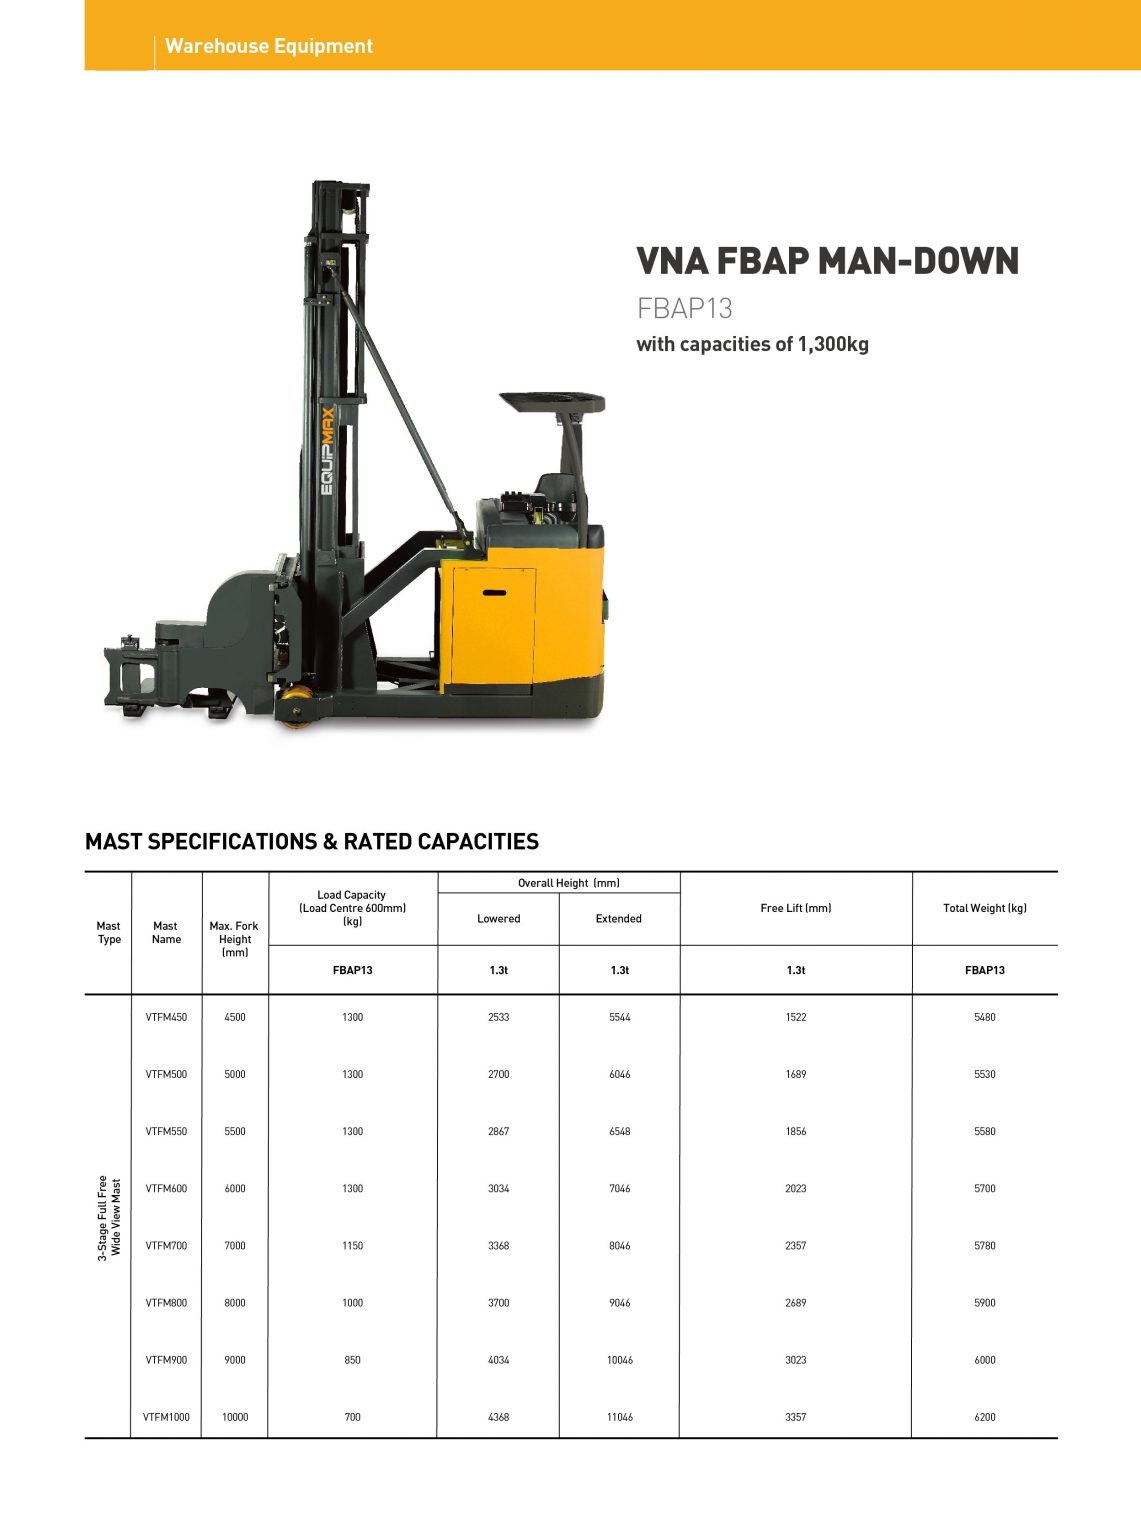 Warehouse Equipment
VNA FBAP MAN-DOWN
FBAP13
with capacities of 1,300kg
EQUIPMAX
MAST SPECIFICATIONS & RATED CAPACITIES
Mast Type
Mast Name
Max. Fork Height (mm)
Load Capacity (Load Centre 600mm) (kg)
Overall Height (mm)
Lowered
Extended
Free Lift (mm)
Total Weight (kg)
FBAP13 1.3t 1.3t 1.3t FBAP13
3-Stage Full Free
Wide View Mast
VTFM450 4500 1300 2533 5544 1522 5480
VTFM500 5000 1300 2700 6046 1689 5530
VTFM550 5500 1300 2867 6548 1856 5580
VTFM600 6000 1300 3034 7046 2023 5700
VTFM700 7000 1150 3368 8046 2357 5780
VTFM800 8000 1000 3700 9046 2689 5900
VTFM900 9000 850 4034 10046 3023 6000
VTFM1000 10000 700 4368 11046 3357 6200